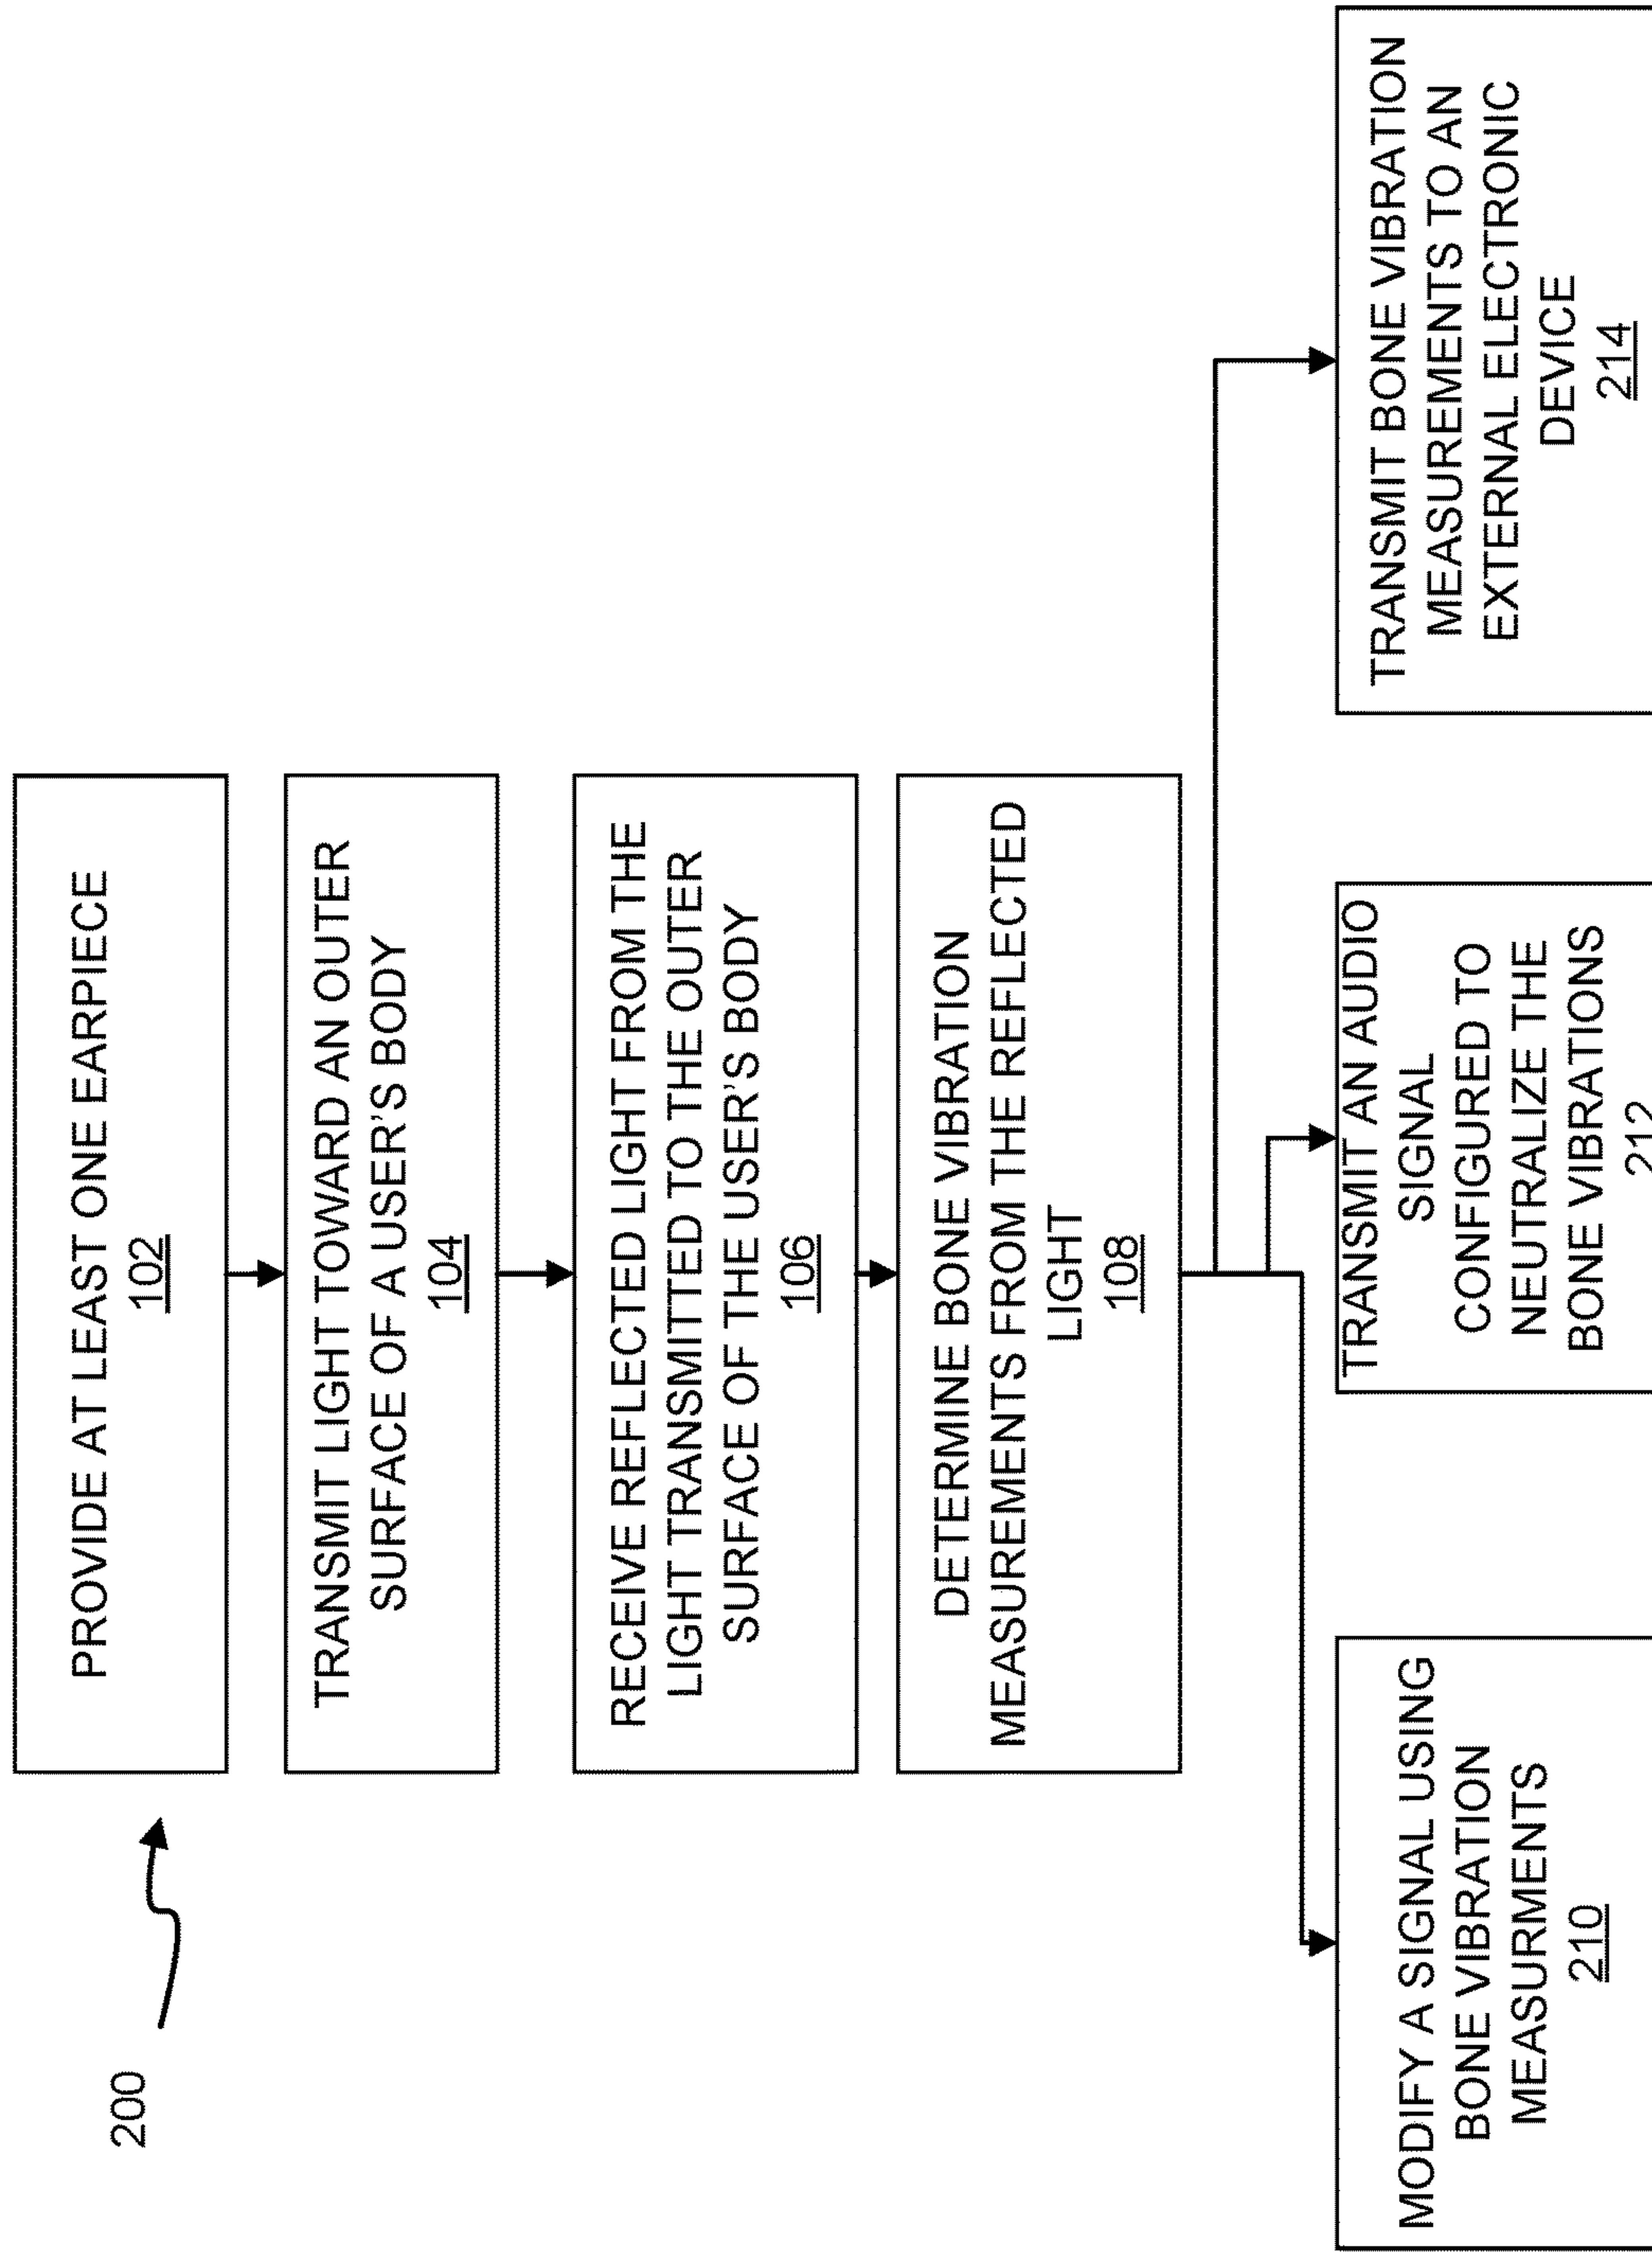 200
PROVIDE AT LEAST ONE EARPIECE
102
TRANSMIT LIGHT TOWARD AN OUTER
SURFACE OF A USER'S BODY
104
RECEIVE REFLECTED LIGHT FROM THE
LIGHT TRANSMITTED TO THE OUTER
SURFACE OF THE USER'S BODY
106
DETERMINE BONE VIBRATION
MEASUREMENTS FROM THE REFLECTED
LIGHT
108
MODIFY A SIGNAL USING
BONE VIBRATION
MEASURMENTS
210
TRANSMIT AN AUDIO
SIGNAL
CONFIGURED TO
NEUTRALIZE THE
BONE VIBRATIONS
212
TRANSMIT BONE VIBRATION
MEASUREMENTS TO AN
EXTERNAL ELECTRONIC
DEVICE
214